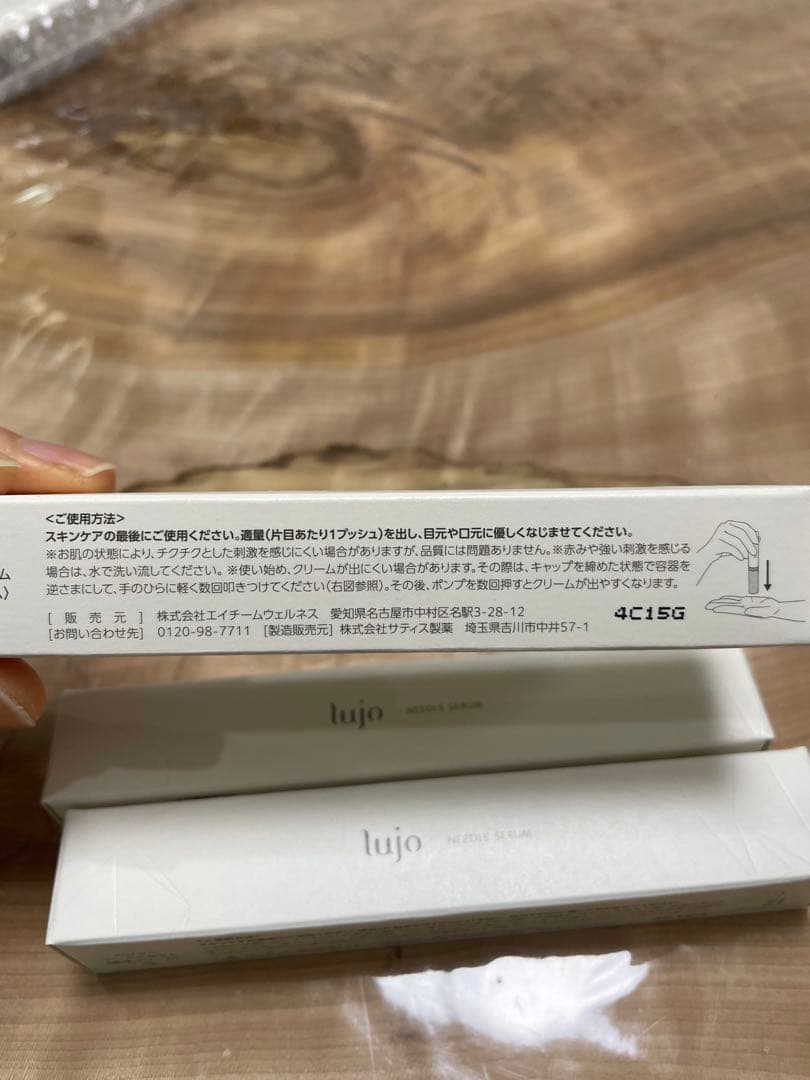 <ご使用方法>
スキンケアの最後にご使用ください。適量(片目あたり1プッシュ)を出し、目元や口元に優しくなじませてください。
※お肌の状態により、チクチクとした刺激を感じにくい場合がありますが、品質には問題ありません。※赤みや強い刺激を感じる
場合は、水で洗い流してください。 ※使い始め、クリームが出にくい場合があります。その際は、キャップを締めた状態で容器を
逆さまにして、手のひらに軽く数回叩きつけてください(右図参照)。その後、ポンプを数回押すとクリームが出やすくなります。
[ 販 売 元 ] 株式会社エイチームウェルネス 愛知県名古屋市中村区名駅3-28-12
[お問い合わせ先] 0120-98-7711 [製造販売元] 株式会社サティス製薬 埼玉県吉川市中井57-1
4C15G
lujo NEEDLE SERUM
lujo NEEDLE SERUM